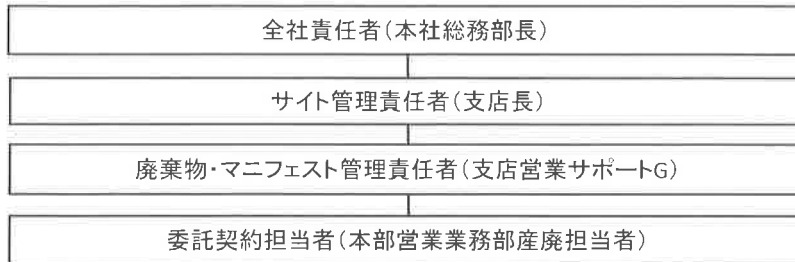 全社責任者(本社総務部長)
サイト管理責任者(支店長)
廃棄物・マニフェスト管理責任者(支店営業サポートG)
委託契約担当者(本部営業業務部産廃担当者)